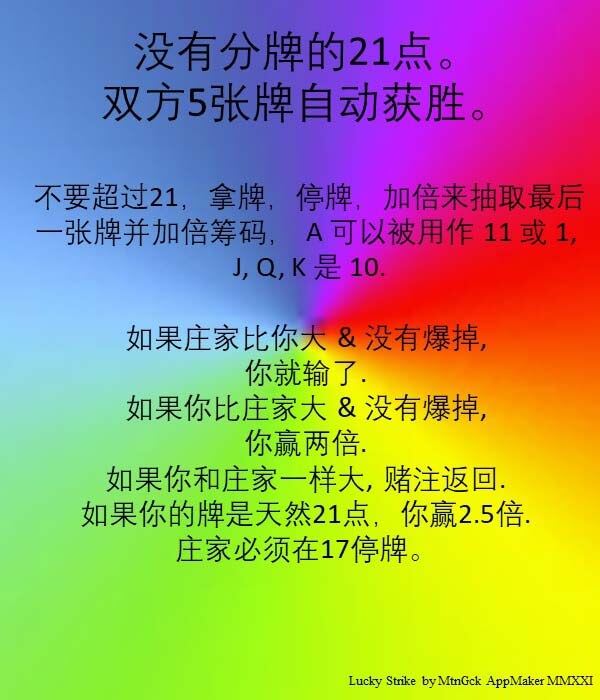 没有分牌的21点。
双方5张牌自动获胜。
不要超过21，拿牌，停牌，加倍来抽取最后
一张牌并加倍筹码， A 可以被用作 11 或 1,
J, Q, K 是 10.
如果庄家比你大 & 没有爆掉,
你就输了.
如果你比庄家大 & 没有爆掉,
你赢两倍.
如果你和庄家一样大, 赌注返回.
如果你的牌是天然21点，你赢2.5倍.
庄家必须在17停牌。
Lucky Strike by MtnGck AppMaker MMXXI